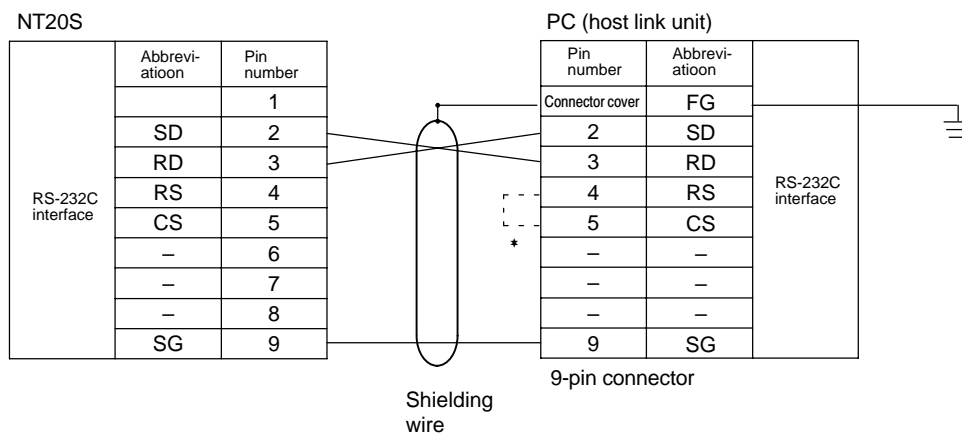 NT20S
PC (host link unit)
Abbrevi-
atioon
Pin
number
Pin
number
Abbrevi-
atioon
1
Connector cover FG
SD 2
2 SD
RD 3
3 RD
RS 4
4 RS
CS 5
5 CS
– 6
– –
– 7
– –
– 8
– –
SG 9
9 SG
RS-232C
interface
RS-232C
interface
*
9-pin connector
Shielding
wire